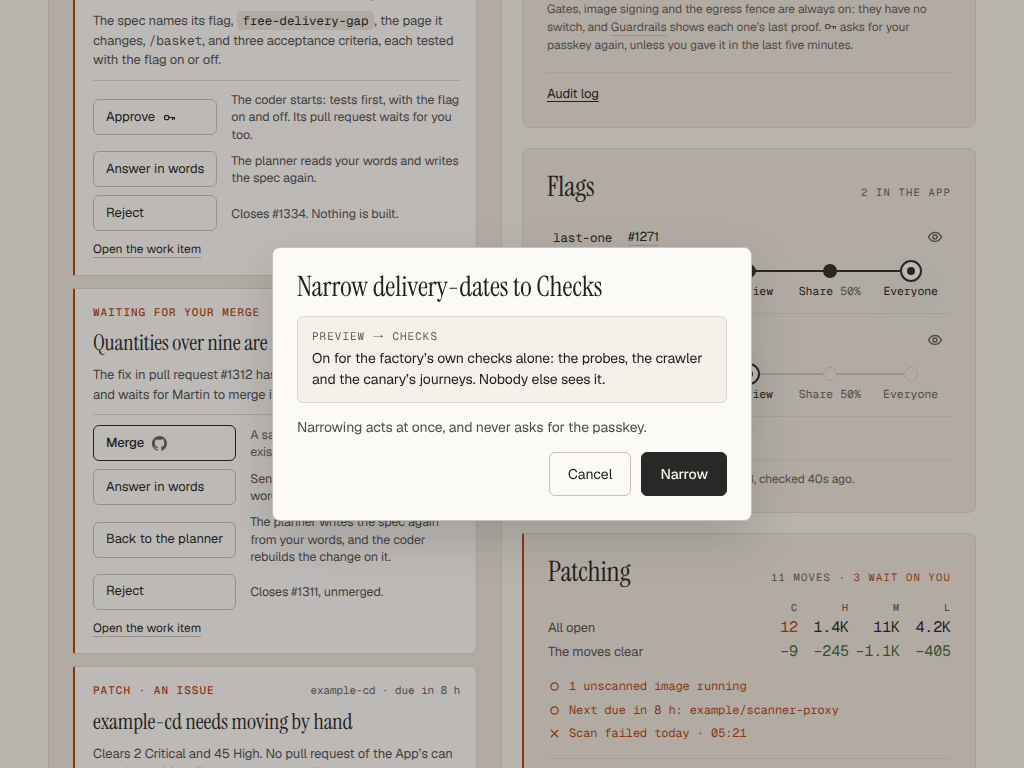 The spec names its flag, free-delivery-gap, the page it
changes, /basket, and three acceptance criteria, each tested
with the flag on or off.
Approve
The coder starts: tests first, with the flag
on and off. Its pull request waits for you
too.
Answer in words
The planner reads your words and writes
the spec again.
Reject
Closes #1334. Nothing is built.
Open the work item
WAITING FOR YOUR MERGE
Quantities over nine are
The fix in pull request #1312 has
and waits for Martin to merge i
Merge
A sa
exis
Answer in words
Sen
wor
Back to the planner
The planner writes the spec again
from your words, and the coder
rebuilds the change on it.
Reject
Closes #1311, unmerged.
Open the work item
PATCH · AN ISSUE
example-cd · due in 8 h
example-cd needs moving by hand
Clears 2 Critical and 45 High. No pull request of the App's can
Gates, image signing and the egress fence are always on: they have no
switch, and Guardrails shows each one's last proof. asks for your
passkey again, unless you gave it in the last five minutes.
Audit log
Flags
2 IN THE APP
last-one #1271
iew
Share 50%
Everyone
iew
Share 50%
Everyone
, checked 40s ago.
Narrow delivery-dates to Checks
PREVIEW → CHECKS
On for the factory's own checks alone: the probes, the crawler
and the canary's journeys. Nobody else sees it.
Narrowing acts at once, and never asks for the passkey.
Cancel
Narrow
Patching
11 MOVES · 3 WAIT ON YOU
C H M L
All open 12 1.4K 11K 4.2K
The moves clear −9 −245 −1.1K −405
1 unscanned image running
Next due in 8 h: example/scanner-proxy
Scan failed today · 05:21